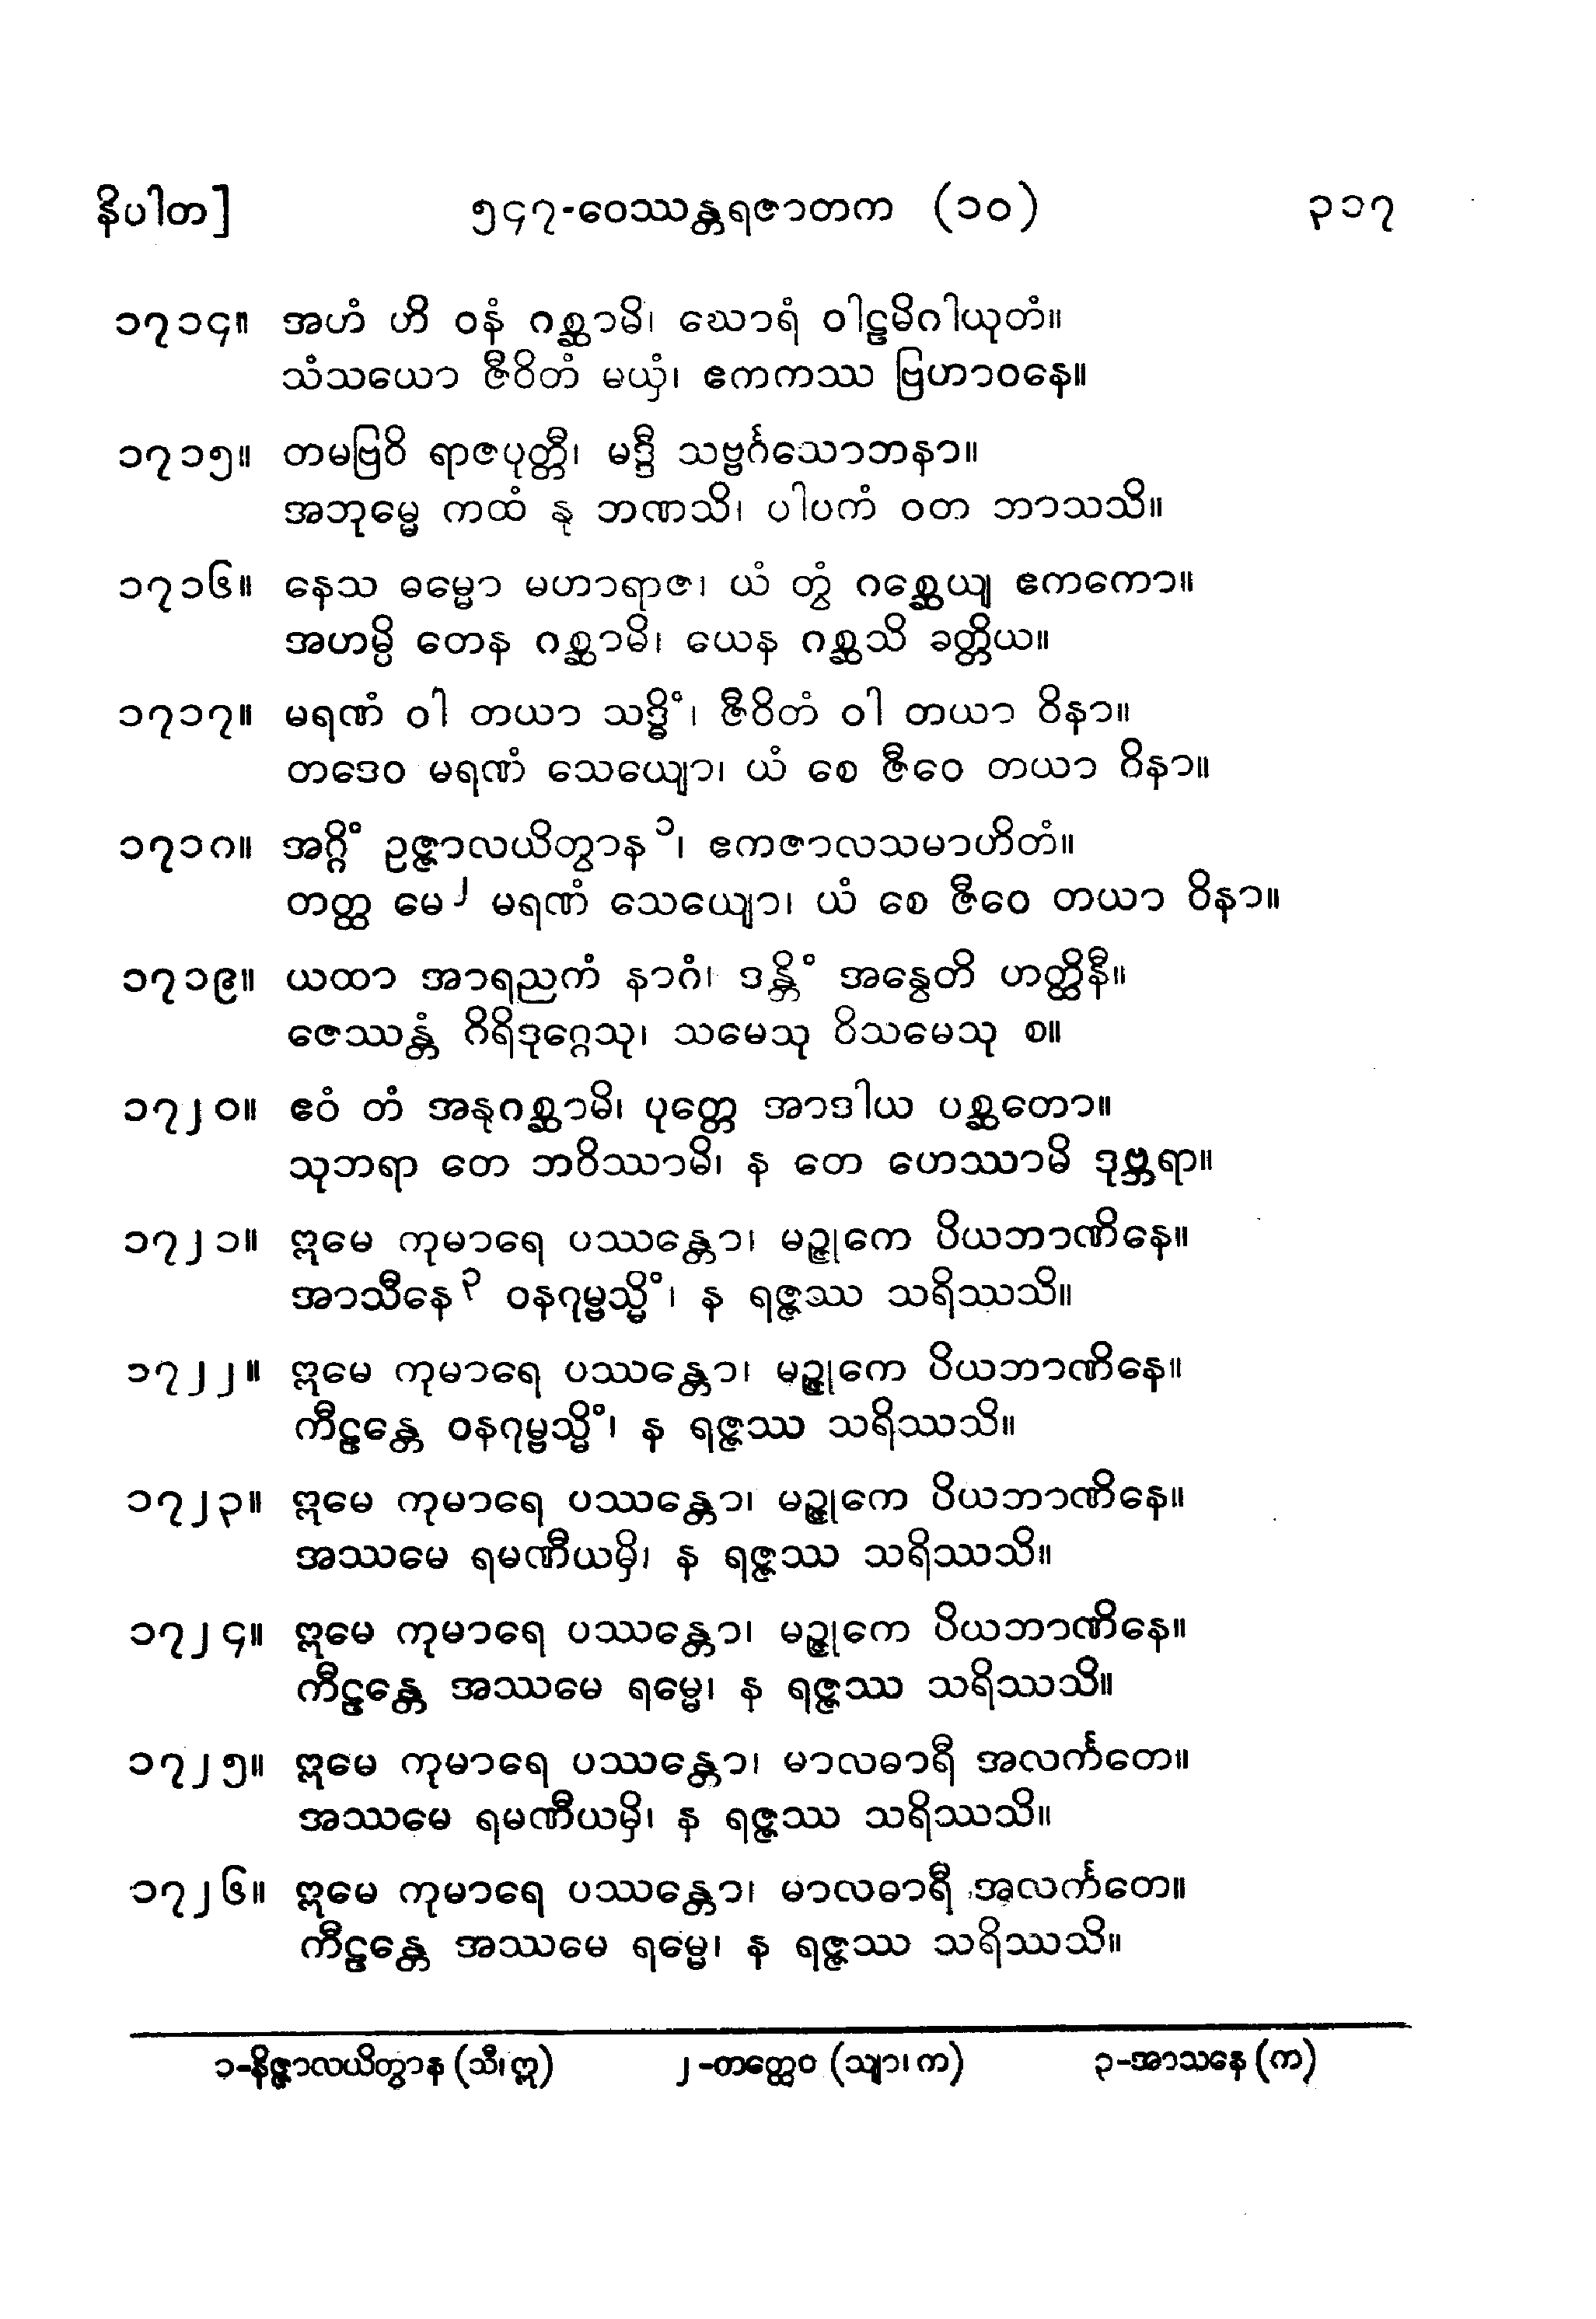 နိပါတ]	၅၄၇-ဝေဿန္တရဇာတက (၁၀)	၃၁၇
၁၇၁၄။ အဟံ ဟိ ဝနံ ဂစ္ဆာမိ၊ ဃောရံ ဝါဠမိဂါယုတံ။
သံသယော ဇီဝိတံ မယှံ၊ ဧကကဿ ဗြဟာဝနေ။
၁၇၁၅။ တမဗြဝိ ရာဇပုတ္တီ၊ မဒ္ဒီ သဗ္ဗင်္ဂသောဘနာ။
အဘုမ္မေ ကထံ နု ဘဏသိ၊ ပါပကံ ဝတ ဘာသသိ။
၁၇၁၆။ နေသ ဓမ္မော မဟာရာဇ၊ ယံ တွံ ဂစ္ဆေယျ ဧကကော။
အဟမ္ပိ တေန ဂစ္ဆာမိ၊ ယေန ဂစ္ဆသိ ခတ္တိယ။
၁၇၁၇။ မရဏံ ဝါ တယာ သဒ္ဓိံ၊ ဇီဝိတံ ဝါ တယာ ဝိနာ။
တဒေဝ မရဏံ သေယျော၊ ယံ စေ ဇီဝေ တယာ ဝိနာ။
၁၇၁၈။ အဂ္ဂိံ ဥဇ္ဇာလယိတွာန၁၊ ဧကဇာလသမာဟိတံ။
တတ္ထ မေ၂ မရဏံ သေယျော၊ ယံ စေ ဇီဝေ တယာ ဝိနာ။
၁၇၁၉။ ယထာ အာရညကံ နာဂံ၊ ဒန္တိံ အနွေတိ ဟတ္ထိနီ။
ဇေဿန္တံ ဂိရိဒုဂ္ဂေသု၊ သမေသု ဝိသမေသု စ။
၁၇၂၀။ ဧဝံ တံ အနုဂစ္ဆာမိ၊ ပုတ္တေ အာဒါယ ပစ္ဆတော။
သုဘရာ တေ ဘဝိဿာမိ၊ န တေ ဟေဿာမိ ဒုဗ္ဘရာ။
၁၇၂၁။ ဣမေ ကုမာရေ ပဿန္တော၊ မဉ္ဇုကေ ပိယဘာဏိနေ။
အာသီနေ၃ ဝနဂုမ္ဗသ္မိံ၊ န ရဇ္ဇဿ သရိဿသိ။
၁၇၂၂။ ဣမေ ကုမာရေ ပဿန္တော၊ မဉ္ဇုကေ ပိယဘာဏိနေ။
ကီဠန္တေ ဝနဂုမ္ဗသ္မိံ၊ န ရဇ္ဇဿ သရိဿသိ။
၁၇၂၃။ ဣမေ ကုမာရေ ပဿန္တော၊ မဉ္ဇုကေ ပိယဘာဏိနေ။
အဿမေ ရမဏီယမှိ၊ န ရဇ္ဇဿ သရိဿသိ။
၁၇၂၄။ ဣမေ ကုမာရေ ပဿန္တော၊ မဉ္ဇုကေ ပိယဘာဏိနေ။
ကီဠန္တေ အဿမေ ရမ္မေ၊ န ရဇ္ဇဿ သရိဿသိ။
၁၇၂၅။ ဣမေ ကုမာရေ ပဿန္တော၊ မာလဓာရီ အလင်္ကတေ။
အဿမေ ရမဏီယမှိ၊ န ရဇ္ဇဿ သရိဿသိ။
၁၇၂၆။ ဣမေ ကုမာရေ ပဿန္တော၊ မာလဓာရီ အလင်္ကတေ။
ကီဠန္တေ အဿမေ ရမ္မေ၊ န ရဇ္ဇဿ သရိဿသိ။
၁-နိဇ္ဇာလယိတွာန (သီ၊ ဣ)	၂-တတ္ထေဝ (သျာ၊ က)	၃-အာသနေ (က)